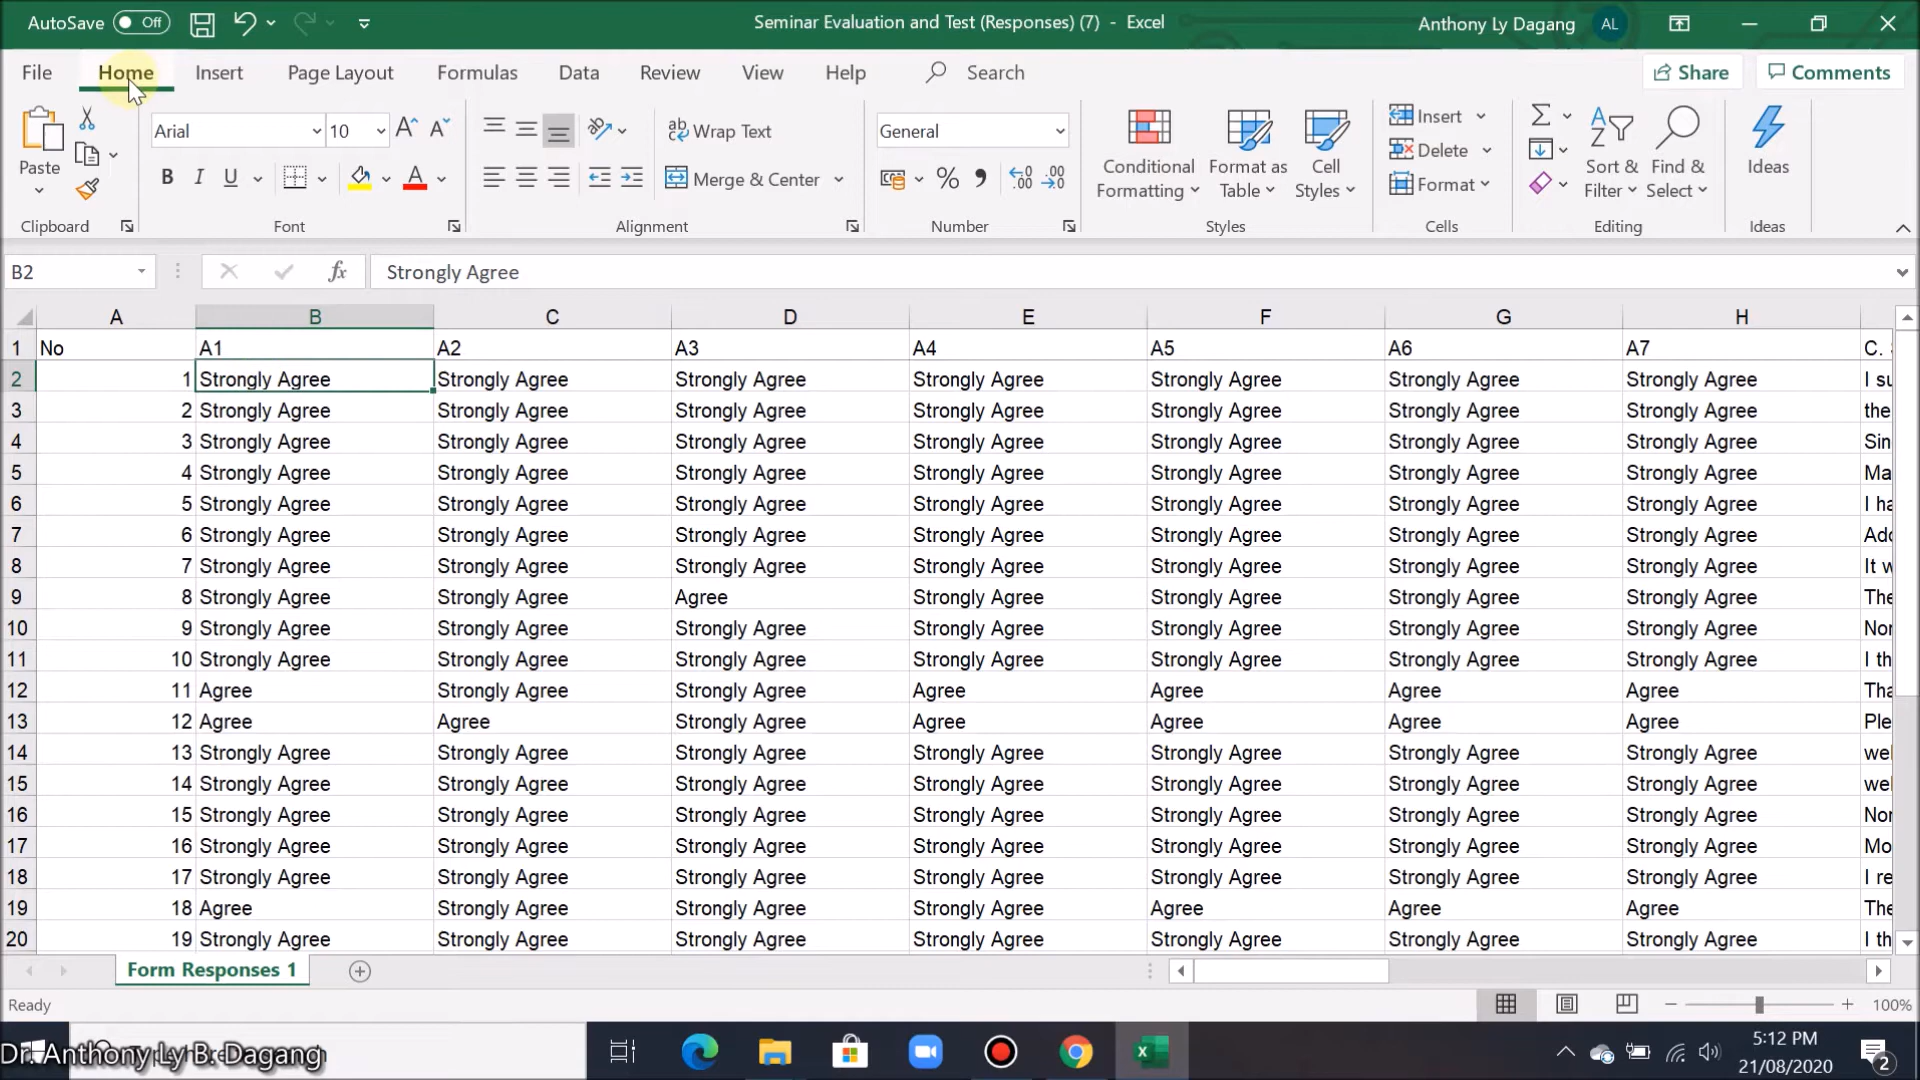 AutoSave Off Seminar Evaluation and Test (Responses) (7) - Excel Anthony Ly Dagang AL
File Home Insert Page Layout Formulas Data Review View Help Search Share Comments
Paste Arial 10 Wrap Text General Conditional Formatting Format as Table Cell Styles Insert Sort & Filter Find & Select Ideas
B I U Merge & Center % Delete
Format
Clipboard Font Alignment Number Styles Cells Editing Ideas
B2 fx Strongly Agree
A B C D E F G H
1 No A1 A2 A3 A4 A5 A6 A7 C.
2 1 Strongly Agree Strongly Agree Strongly Agree Strongly Agree Strongly Agree Strongly Agree Strongly Agree I su
3 2 Strongly Agree Strongly Agree Strongly Agree Strongly Agree Strongly Agree Strongly Agree Strongly Agree the
4 3 Strongly Agree Strongly Agree Strongly Agree Strongly Agree Strongly Agree Strongly Agree Strongly Agree Sin
5 4 Strongly Agree Strongly Agree Strongly Agree Strongly Agree Strongly Agree Strongly Agree Strongly Agree Ma
6 5 Strongly Agree Strongly Agree Strongly Agree Strongly Agree Strongly Agree Strongly Agree Strongly Agree I ha
7 6 Strongly Agree Strongly Agree Strongly Agree Strongly Agree Strongly Agree Strongly Agree Strongly Agree Add
8 7 Strongly Agree Strongly Agree Strongly Agree Strongly Agree Strongly Agree Strongly Agree Strongly Agree It w
9 8 Strongly Agree Strongly Agree Agree Strongly Agree Strongly Agree Strongly Agree Strongly Agree The
10 9 Strongly Agree Strongly Agree Strongly Agree Strongly Agree Strongly Agree Strongly Agree Strongly Agree Non
11 10 Strongly Agree Strongly Agree Strongly Agree Strongly Agree Strongly Agree Strongly Agree Strongly Agree I th
12 11 Agree Strongly Agree Strongly Agree Agree Agree Agree Agree Tha
13 12 Agree Agree Strongly Agree Agree Agree Agree Agree Ple
14 13 Strongly Agree Strongly Agree Strongly Agree Strongly Agree Strongly Agree Strongly Agree Strongly Agree wel
15 14 Strongly Agree Strongly Agree Strongly Agree Strongly Agree Strongly Agree Strongly Agree Strongly Agree wel
16 15 Strongly Agree Strongly Agree Strongly Agree Strongly Agree Strongly Agree Strongly Agree Strongly Agree Non
17 16 Strongly Agree Strongly Agree Strongly Agree Strongly Agree Strongly Agree Strongly Agree Strongly Agree Mo
18 17 Strongly Agree Strongly Agree Strongly Agree Strongly Agree Strongly Agree Strongly Agree Strongly Agree I re
19 18 Agree Strongly Agree Strongly Agree Strongly Agree Agree Agree Agree The
20 19 Strongly Agree Strongly Agree Strongly Agree Strongly Agree Strongly Agree Strongly Agree Strongly Agree I th
Form Responses 1
Ready 100%
Dr. Anthony Ly B. Dagang 5:12 PM
21/08/2020 2